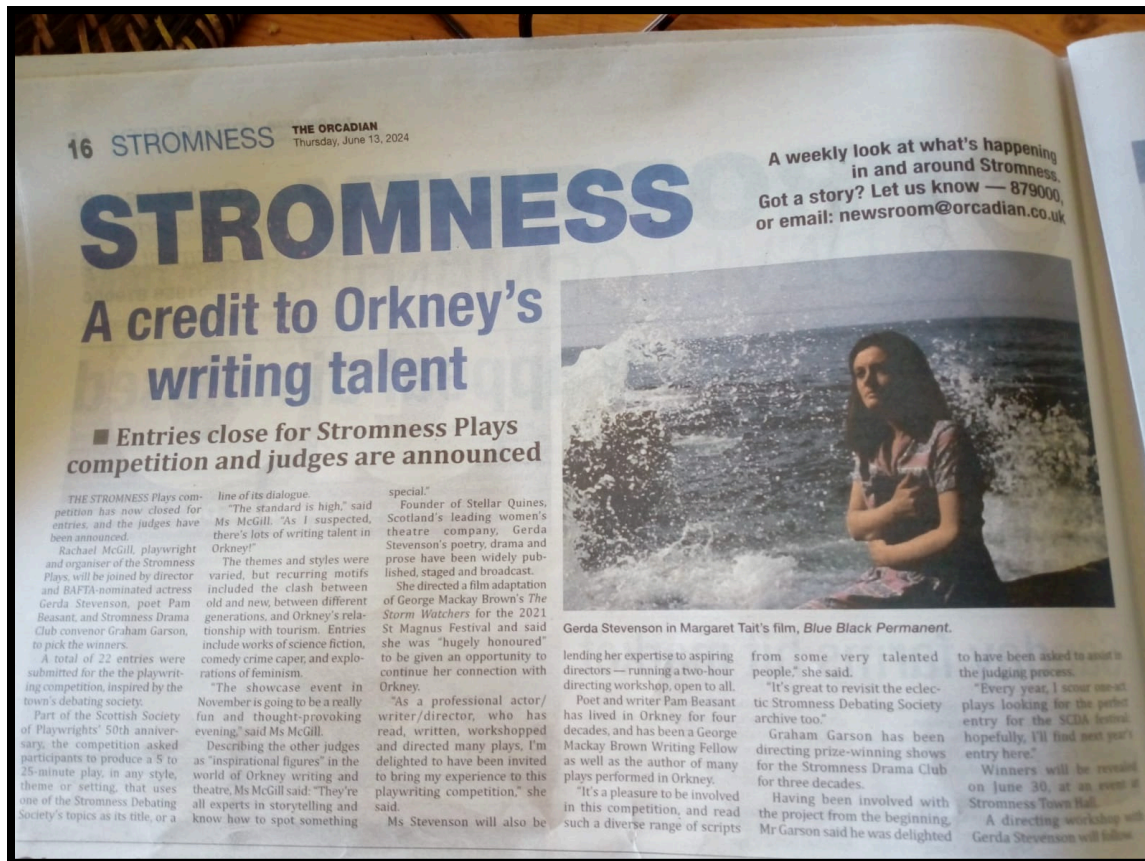 16 STROMNESS THE ORCADIAN
Thursday, June 13, 2024
A weekly look at what's happening
in and around Stromness.
Got a story? Let us know — 879000,
or email: newsroom@orcadian.co.uk
STROMNESS
A credit to Orkney's
writing talent
■ Entries close for Stromness Plays
competition and judges are announced
THE STROMNESS Plays com-
petition has now closed for
entries, and the judges have
been announced.
Rachael McGill, playwright
and organiser of the Stromness
Plays, will be joined by director
and BAFTA-nominated actress
Gerda Stevenson, poet Pam
Beasant, and Stromness Drama
Club convenor Graham Garson,
to pick the winners.
A total of 22 entries were
submitted for the the playwrit-
ing competition, inspired by the
town's debating society.
Part of the Scottish Society
of Playwrights' 50th anniver-
sary, the competition asked
participants to produce a 5 to
25-minute play, in any style,
theme or setting, that uses
one of the Stromness Debating
Society's topics as its title, or a
line of its dialogue.
"The standard is high," said
Ms McGill. "As I suspected,
there's lots of writing talent in
Orkney!"
The themes and styles were
varied, but recurring motifs
included the clash between
old and new, between different
generations, and Orkney's rela-
tionship with tourism. Entries
include works of science fiction,
comedy crime caper, and explo-
rations of feminism.
"The showcase event in
November is going to be a really
fun and thought-provoking
evening," said Ms McGill.
Describing the other judges
as "inspirational figures" in the
world of Orkney writing and
theatre, Ms McGill said: "They're
all experts in storytelling and
know how to spot something
special."
Founder of Stellar Quines,
Scotland's leading women's
theatre company, Gerda
Stevenson's poetry, drama and
prose have been widely pub-
lished, staged and broadcast.
She directed a film adaptation
of George Mackay Brown's The
Storm Watchers for the 2021
St Magnus Festival and said
she was "hugely honoured"
to be given an opportunity to
continue her connection with
Orkney.
"As a professional actor/
writer/director, who has
read, written, workshopped
and directed many plays, I'm
delighted to have been invited
to bring my experience to this
playwriting competition," she
said.
Ms Stevenson will also be
Gerda Stevenson in Margaret Tait's film, Blue Black Permanent.
lending her expertise to aspiring
directors — running a two-hour
directing workshop, open to all.
Poet and writer Pam Beasant
has lived in Orkney for four
decades, and has been a George
Mackay Brown Writing Fellow
as well as the author of many
plays performed in Orkney.
"It's a pleasure to be involved
in this competition, and read
such a diverse range of scripts
from some very talented
people," she said.
"It's great to revisit the eclec-
tic Stromness Debating Society
archive too."
Graham Garson has been
directing prize-winning shows
for the Stromness Drama Club
for three decades.
Having been involved with
the project from the beginning,
Mr Garson said he was delighted
to have been asked to assist in
the judging process.
"Every year, I scour one-act
plays looking for the perfect
entry for the SCDA festival:
hopefully, I'll find next year's
entry here."
Winners will be revealed
on June 30, at an event in
Stromness Town Hall.
A directing workshop with
Gerda Stevenson will follow.